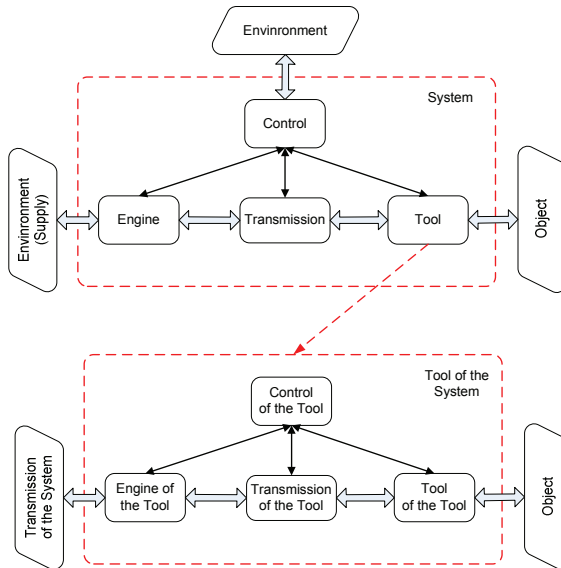 Envinronment
System
Control
Envinronment
(Supply)
Engine
Transmission
Tool
Object
Tool of the
System
Control
of the Tool
Transmission
of the System
Engine of
the Tool
Transmission
of the Tool
Tool
of the Tool
Object